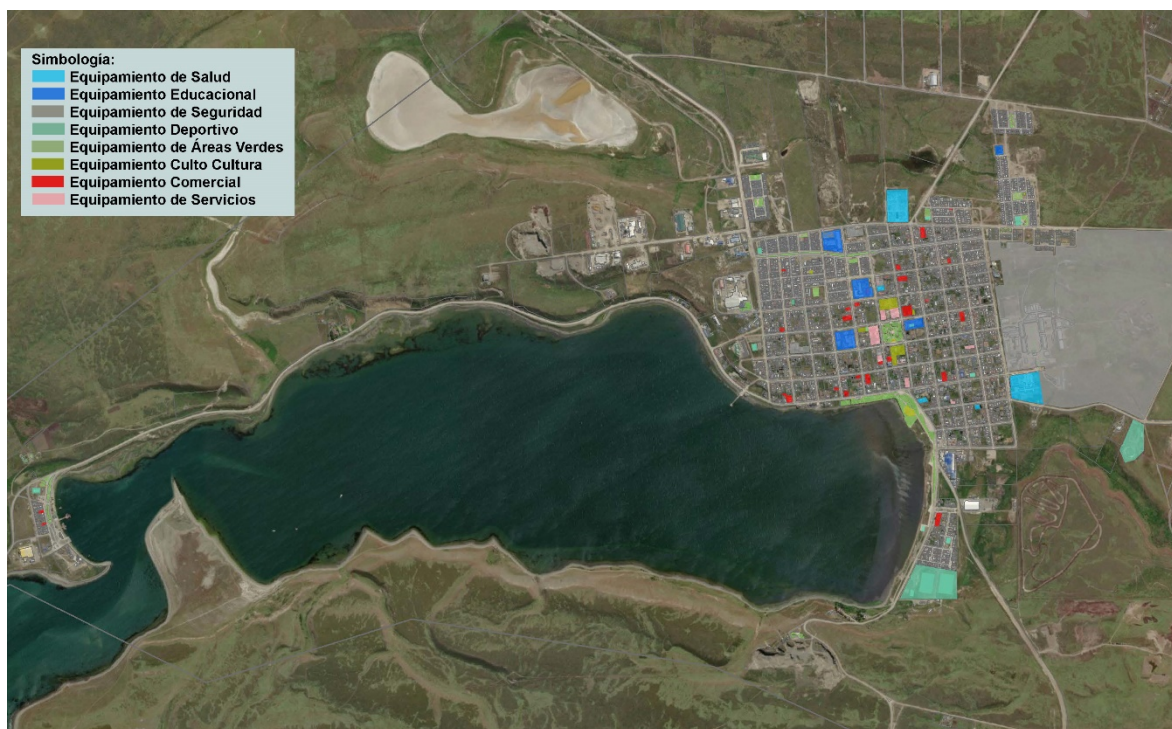 Simbología:
Equipamiento de Salud
Equipamiento Educacional
Equipamiento de Seguridad
Equipamiento Deportivo
Equipamiento de Áreas Verdes
Equipamiento Culto Cultura
Equipamiento Comercial
Equipamiento de Servicios